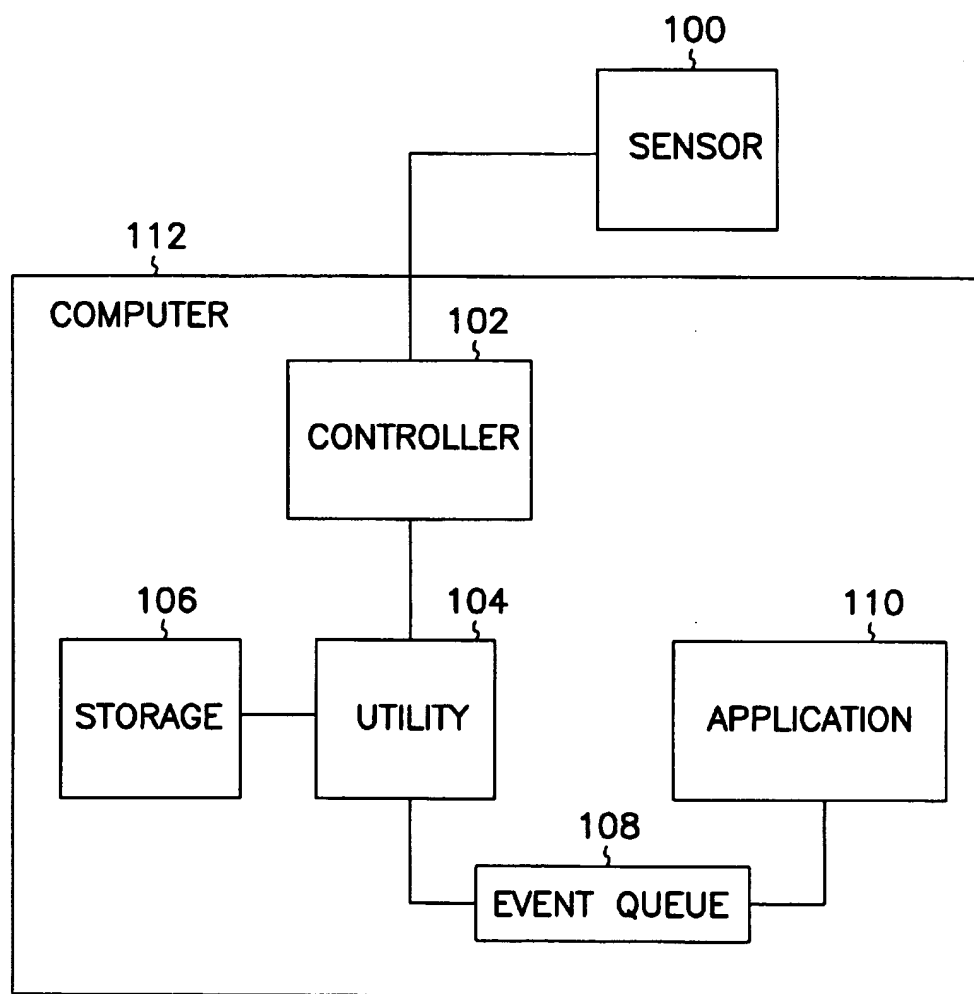 100
SENSOR
112
COMPUTER
102
CONTROLLER
106
104
110
STORAGE
UTILITY
APPLICATION
108
EVENT QUEUE